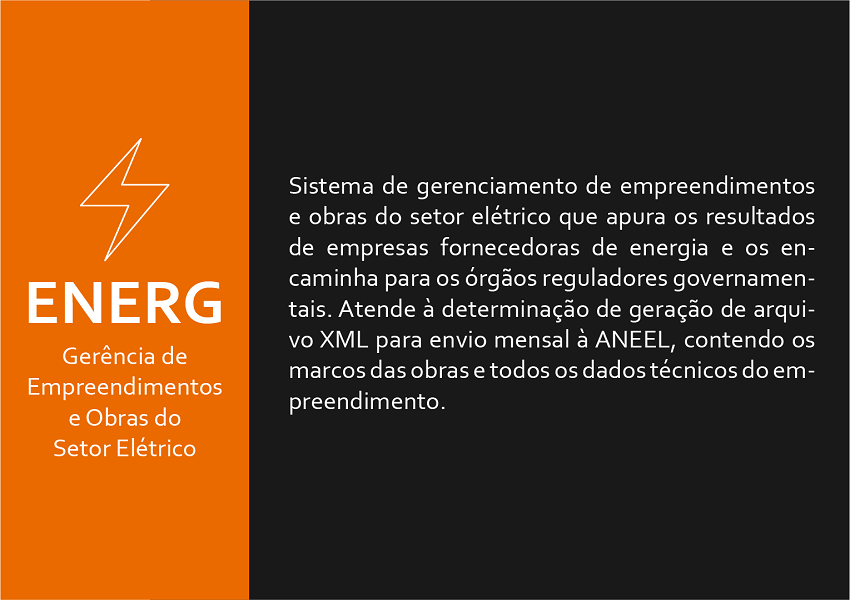 ENERG
Gerência de
Empreendimentos
e Obras do
Setor Elétrico
Sistema de gerenciamento de empreendimentos
e obras do setor elétrico que apura os resultados
de empresas fornecedoras de energia e os en-
caminha para os órgãos reguladores governamen-
tais. Atende à determinação de geração de arqui-
vo XML para envio mensal à ANEEL, contendo os
marcos das obras e todos os dados técnicos do em-
preendimento.